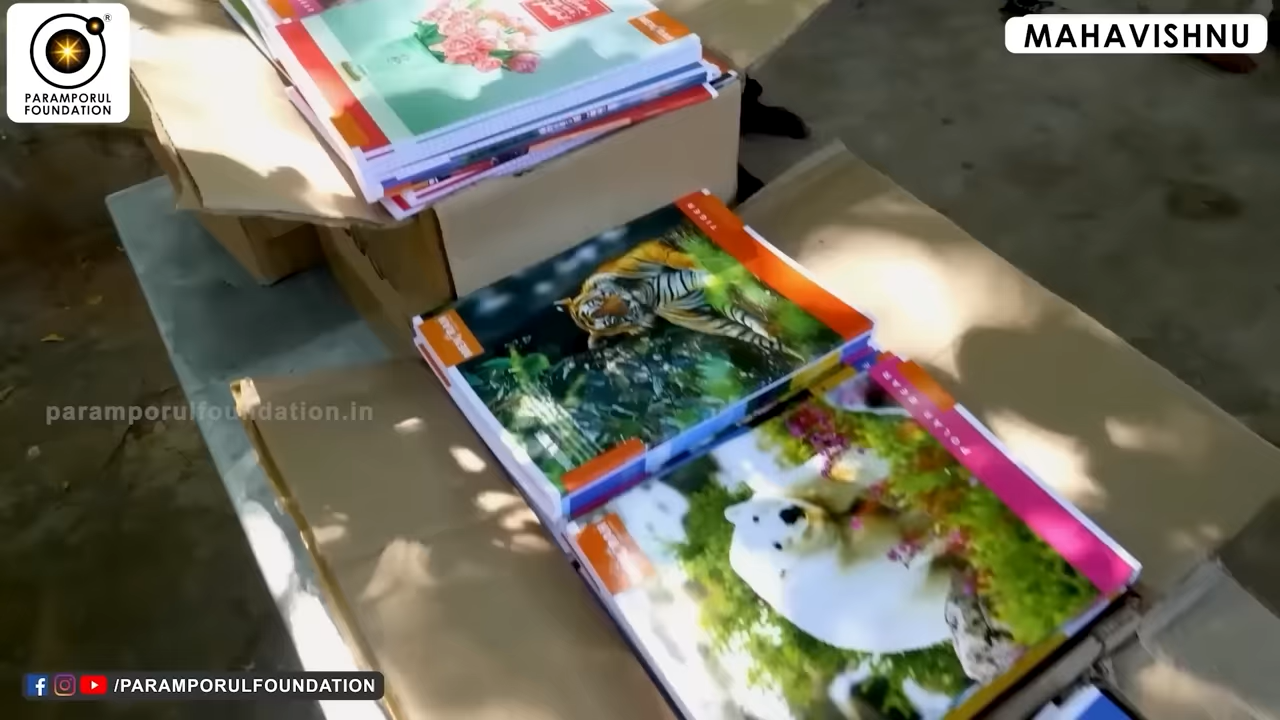 PARAMPORUL
FOUNDATION
®
MAHAVISHNU
TIGER
POLAR BEAR
paramporulfoundation.in
/PARAMPORULFOUNDATION